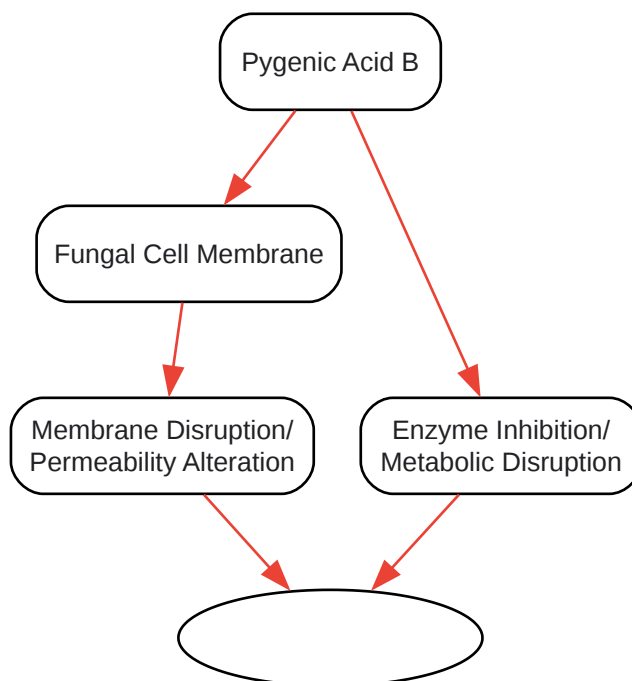 Pygenic Acid B
Fungal Cell Membrane
Membrane Disruption/
Permeability Alteration
Enzyme Inhibition/
Metabolic Disruption